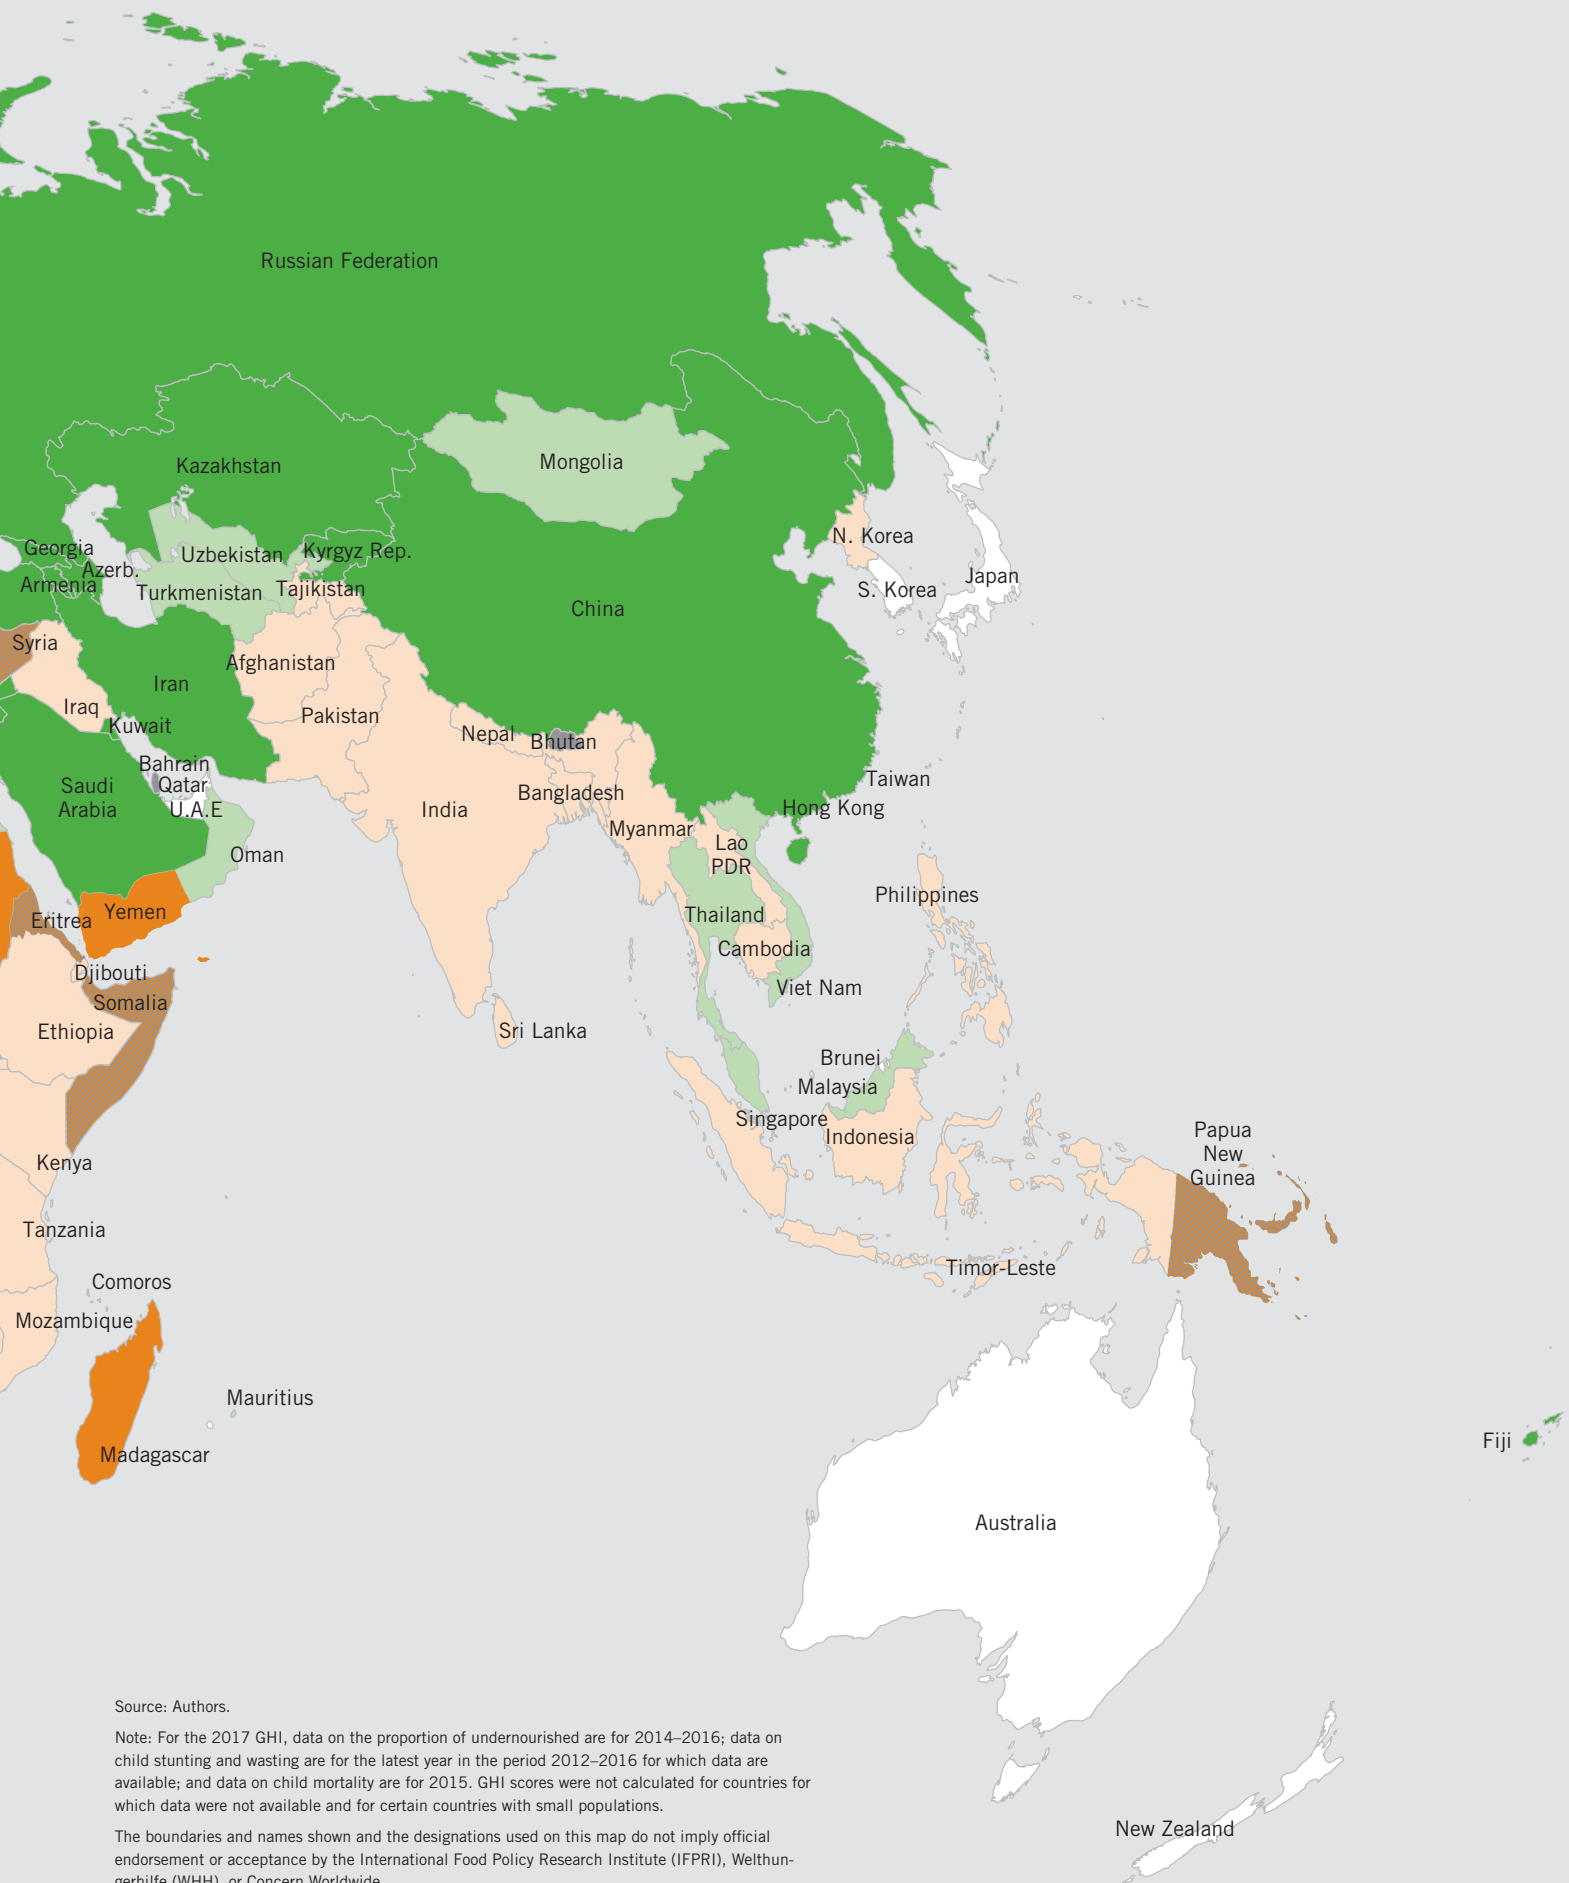 Russian Federation
Mongolia
Kazakhstan
N. Korea
Georgia
Uzbekistan
Kyrgyz Rep.
Azerb.
Japan
Armenia
Turkmenistan
Tajikistan
S. Korea
China
Syria
Afghanistan
Iran
Iraq
Pakistan
Kuwait
Nepal
Bhutan
Bahrain
Taiwan
Saudi
Arabia
Qatar
Bangladesh
U.A.E
India
Hong Kong
Myanmar
Lao
PDR
Oman
Philippines
Yemen
Eritrea
Thailand
Cambodia
Djibouti
Viet Nam
Somalia
Ethiopia
Sri Lanka
Brunei
Malaysia
Singapore
Indonesia
Papua
New
Guinea
Kenya
Tanzania
Timor-Leste
Comoros
Mozambique
Mauritius
Madagascar
Fiji
Australia
Source: Authors.
Note: For the 2017 GHI, data on the proportion of undernourished are for 2014–2016; data on
child stunting and wasting are for the latest year in the period 2012–2016 for which data are
available; and data on child mortality are for 2015. GHI scores were not calculated for countries for
which data were not available and for certain countries with small populations.
New Zealand
The boundaries and names shown and the designations used on this map do not imply official
endorsement or acceptance by the International Food Policy Research Institute (IFPRI), Welthun-
gerhilfe (WHH), or Concern Worldwide.